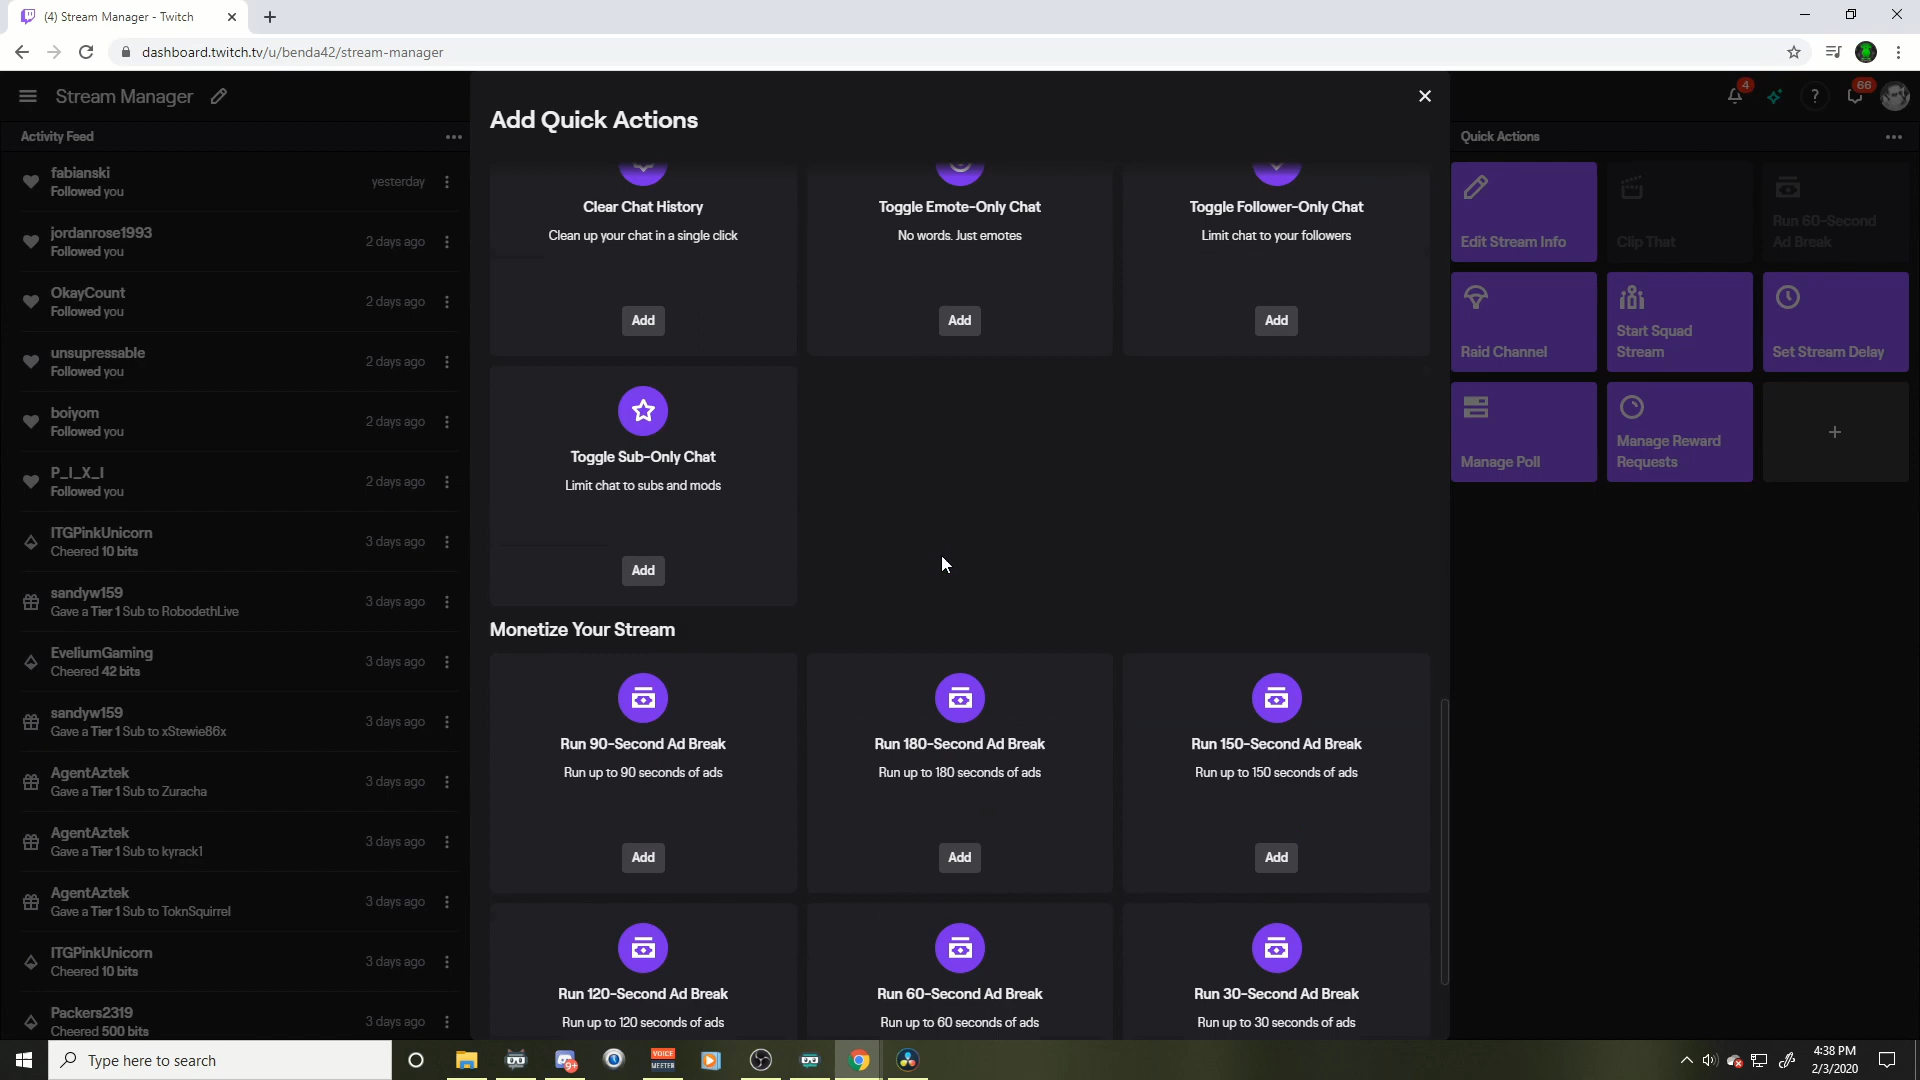 (4) Stream Manager - Twitch
dashboard.twitch.tv/u/benda42/stream-manager
Stream Manager
4
?
66
Activity Feed
fabianski
Followed you
yesterday
jordanrose1993
Followed you
2 days ago
OkayCount
Followed you
2 days ago
unsupressable
Followed you
2 days ago
boiyom
Followed you
2 days ago
P_I_X_I
Followed you
2 days ago
ITGPinkUnicorn
Cheered 10 bits
3 days ago
sandyw159
Gave a Tier 1 Sub to RobodethLive
3 days ago
EveliumGaming
Cheered 42 bits
3 days ago
sandyw159
Gave a Tier 1 Sub to xStewie86x
3 days ago
AgentAztek
Gave a Tier 1 Sub to Zuracha
3 days ago
AgentAztek
Gave a Tier 1 Sub to kyrack1
3 days ago
AgentAztek
Gave a Tier 1 Sub to ToknSquirrel
3 days ago
ITGPinkUnicorn
Cheered 10 bits
3 days ago
Packers2319
Cheered 500 bits
3 days ago
Add Quick Actions
Clear Chat History
Clean up your chat in a single click
Add
Toggle Emote-Only Chat
No words. Just emotes
Add
Toggle Follower-Only Chat
Limit chat to your followers
Add
Toggle Sub-Only Chat
Limit chat to subs and mods
Add
Monetize Your Stream
Run 90-Second Ad Break
Run up to 90 seconds of ads
Add
Run 180-Second Ad Break
Run up to 180 seconds of ads
Add
Run 150-Second Ad Break
Run up to 150 seconds of ads
Add
Run 120-Second Ad Break
Run up to 120 seconds of ads
Run 60-Second Ad Break
Run up to 60 seconds of ads
Run 30-Second Ad Break
Run up to 30 seconds of ads
Quick Actions
Edit Stream Info
Clip That
Run 60-Second
Ad Break
Raid Channel
Start Squad
Stream
Set Stream Delay
Manage Poll
Manage Reward
Requests
Type here to search
9+
VOICE
MEETER
4:38 PM
2/3/2020